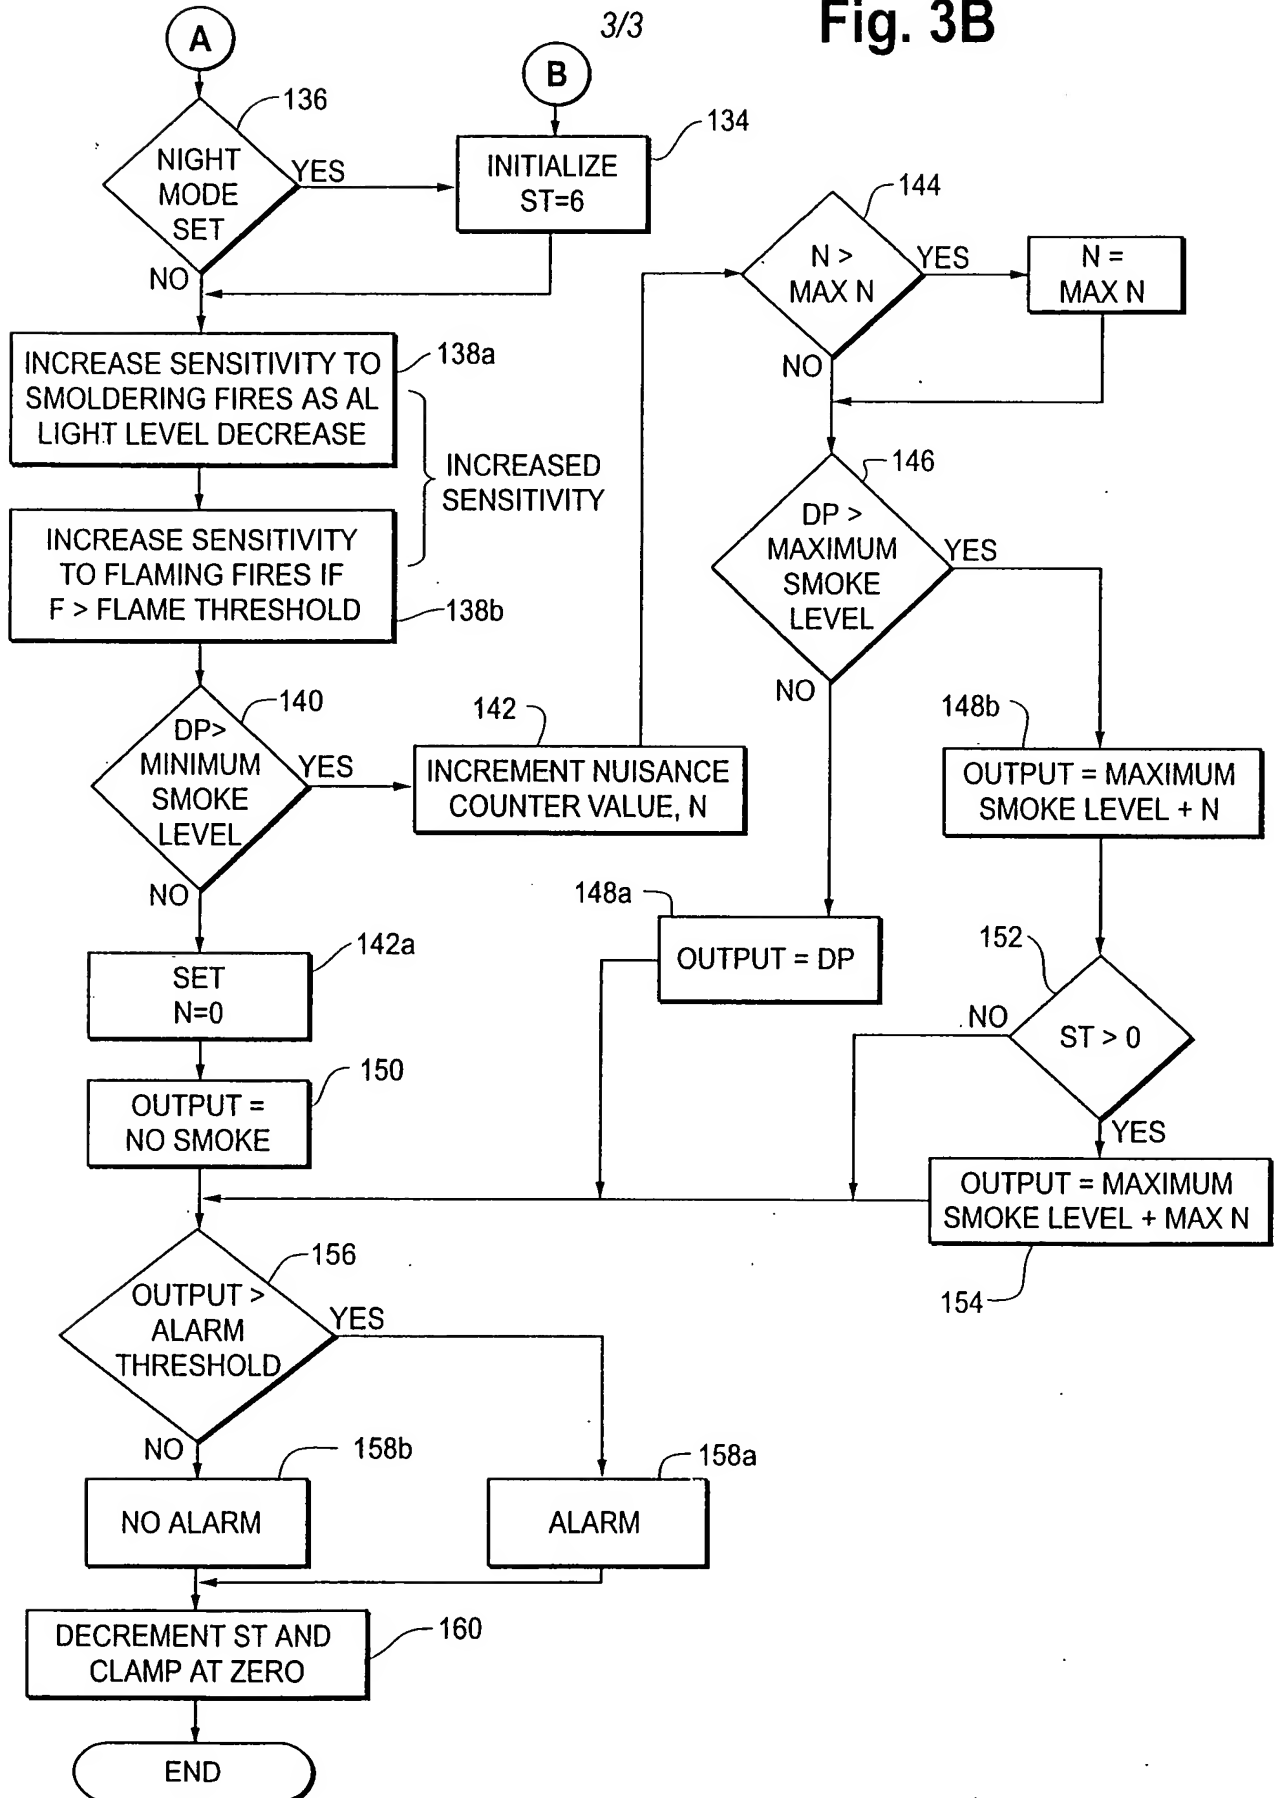 3/3
Fig. 3B
A
B
136
134
NIGHT
MODE
SET
YES
NO
INITIALIZE
ST=6
144
N >
MAX N
YES
NO
N =
MAX N
INCREASE SENSITIVITY TO
SMOLDERING FIRES AS AL
LIGHT LEVEL DECREASE
138a
INCREASED
SENSITIVITY
INCREASE SENSITIVITY
TO FLAMING FIRES IF
F > FLAME THRESHOLD
138b
146
DP >
MAXIMUM
SMOKE
LEVEL
YES
NO
140
DP>
MINIMUM
SMOKE
LEVEL
YES
NO
142
INCREMENT NUISANCE
COUNTER VALUE, N
148b
OUTPUT = MAXIMUM
SMOKE LEVEL + N
148a
OUTPUT = DP
142a
SET
N=0
152
ST > 0
NO
YES
150
OUTPUT =
NO SMOKE
OUTPUT = MAXIMUM
SMOKE LEVEL + MAX N
154
156
OUTPUT >
ALARM
THRESHOLD
YES
NO
158b
NO ALARM
158a
ALARM
DECREMENT ST AND
CLAMP AT ZERO
160
END